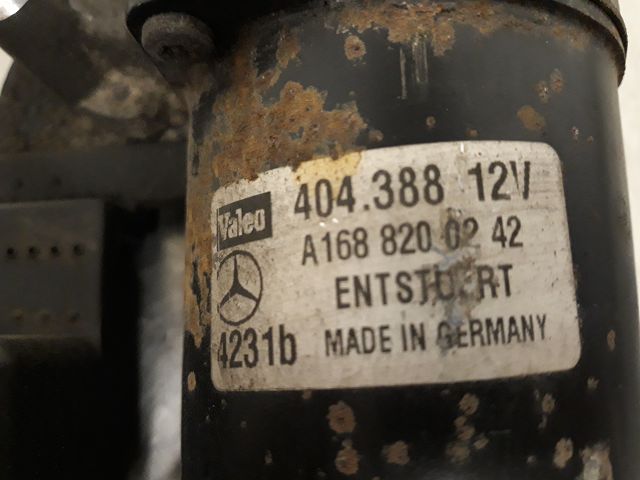 Valeo 404.388 12V
A168 820 02 42
ENTSTOERT
4231b MADE IN GERMANY